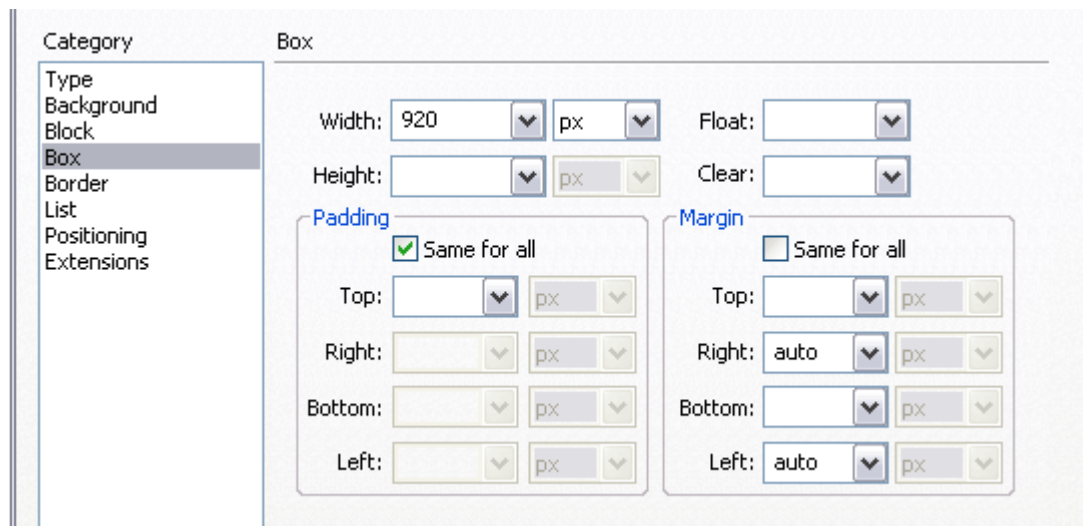 Category
Box
Type
Background
Block
Box
Border
List
Positioning
Extensions
Width: 920 px
Float:
Height: px
Clear:
Padding
Same for all
Top: px
Right: px
Bottom: px
Left: px
Margin
Same for all
Top: px
Right: auto px
Bottom: px
Left: auto px